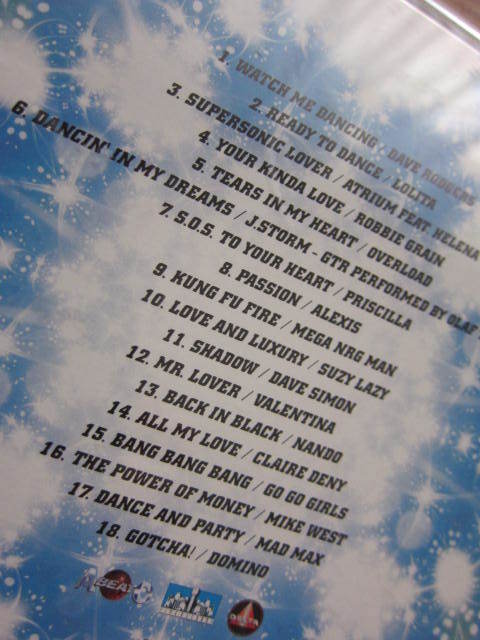 1. WATCH ME DANCING / DAVE RODGERS
2. READY TO DANCE / LOLITA
3. SUPERSONIC LOVER / ATRIUM FEAT. HELENA
4. YOUR KINDA LOVE / ROBBIE GRAIN
5. TEARS IN MY HEART / OVERLOAD
6. DANCIN' IN MY DREAMS / J.STORM - GTR PERFORMED BY OLAF
7. S.O.S. TO YOUR HEART / PRISCILLA
8. PASSION / ALEXIS
9. KUNG FU FIRE / MEGA NRG MAN
10. LOVE AND LUXURY / SUZY LAZY
11. SHADOW / DAVE SIMON
12. MR. LOVER / VALENTINA
13. BACK IN BLACK / NANDO
14. ALL MY LOVE / CLAIRE DENY
15. BANG BANG BANG / GO GO GIRLS
16. THE POWER OF MONEY / MIKE WEST
17. DANCE AND PARTY / MAD MAX
18. GOTCHA! / DOMINO
DELTA